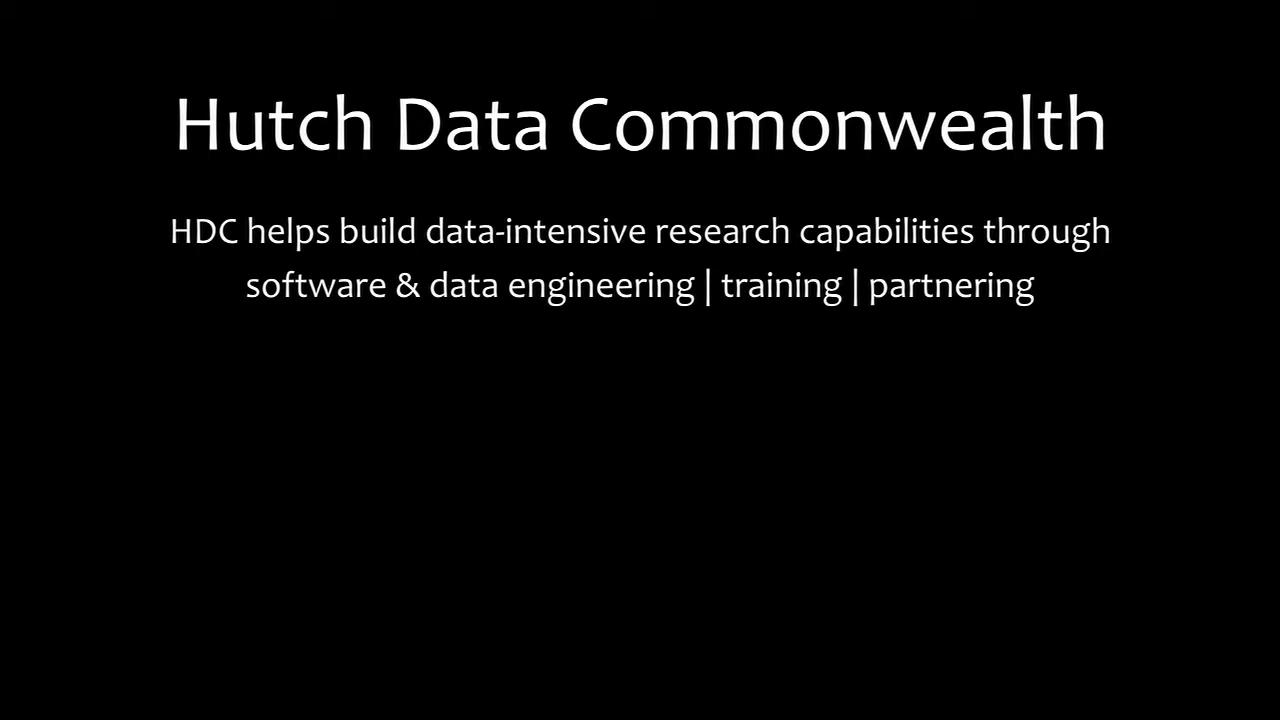 Hutch Data Commonwealth
HDC helps build data-intensive research capabilities through
software & data engineering | training | partnering